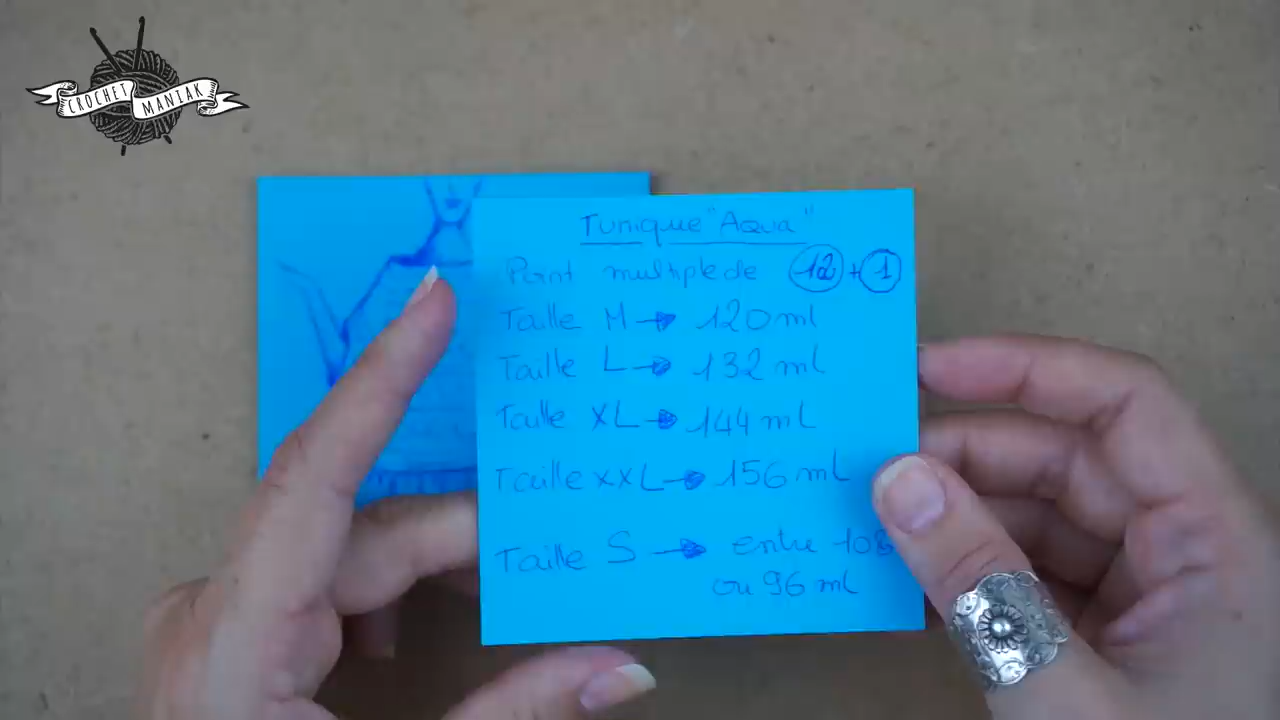 CROCHET MANIAK
Tunique "Aqua"
Point multiple de 12 + 1
Taille M → 120 ml
Taille L → 132 ml
Taille XL → 144 ml
Taille XXL → 156 ml
Taille S → entre 108
ou 96 ml